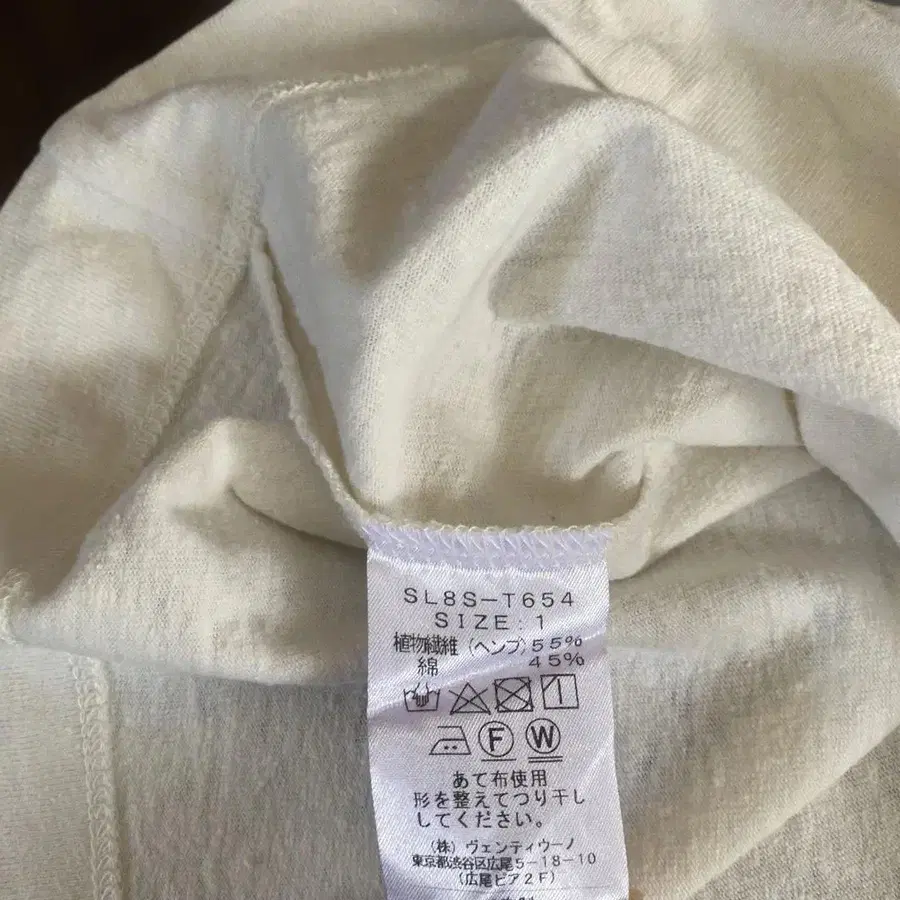 SL8S-T654
SIZE:1
植物繊維(ヘンプ)55%
綿 45%
F W
あて布使用
形を整えてつり干し
してください。
(株)ヴェンティウーノ
東京都渋谷区広尾5-18-10
(広尾ピア2F)